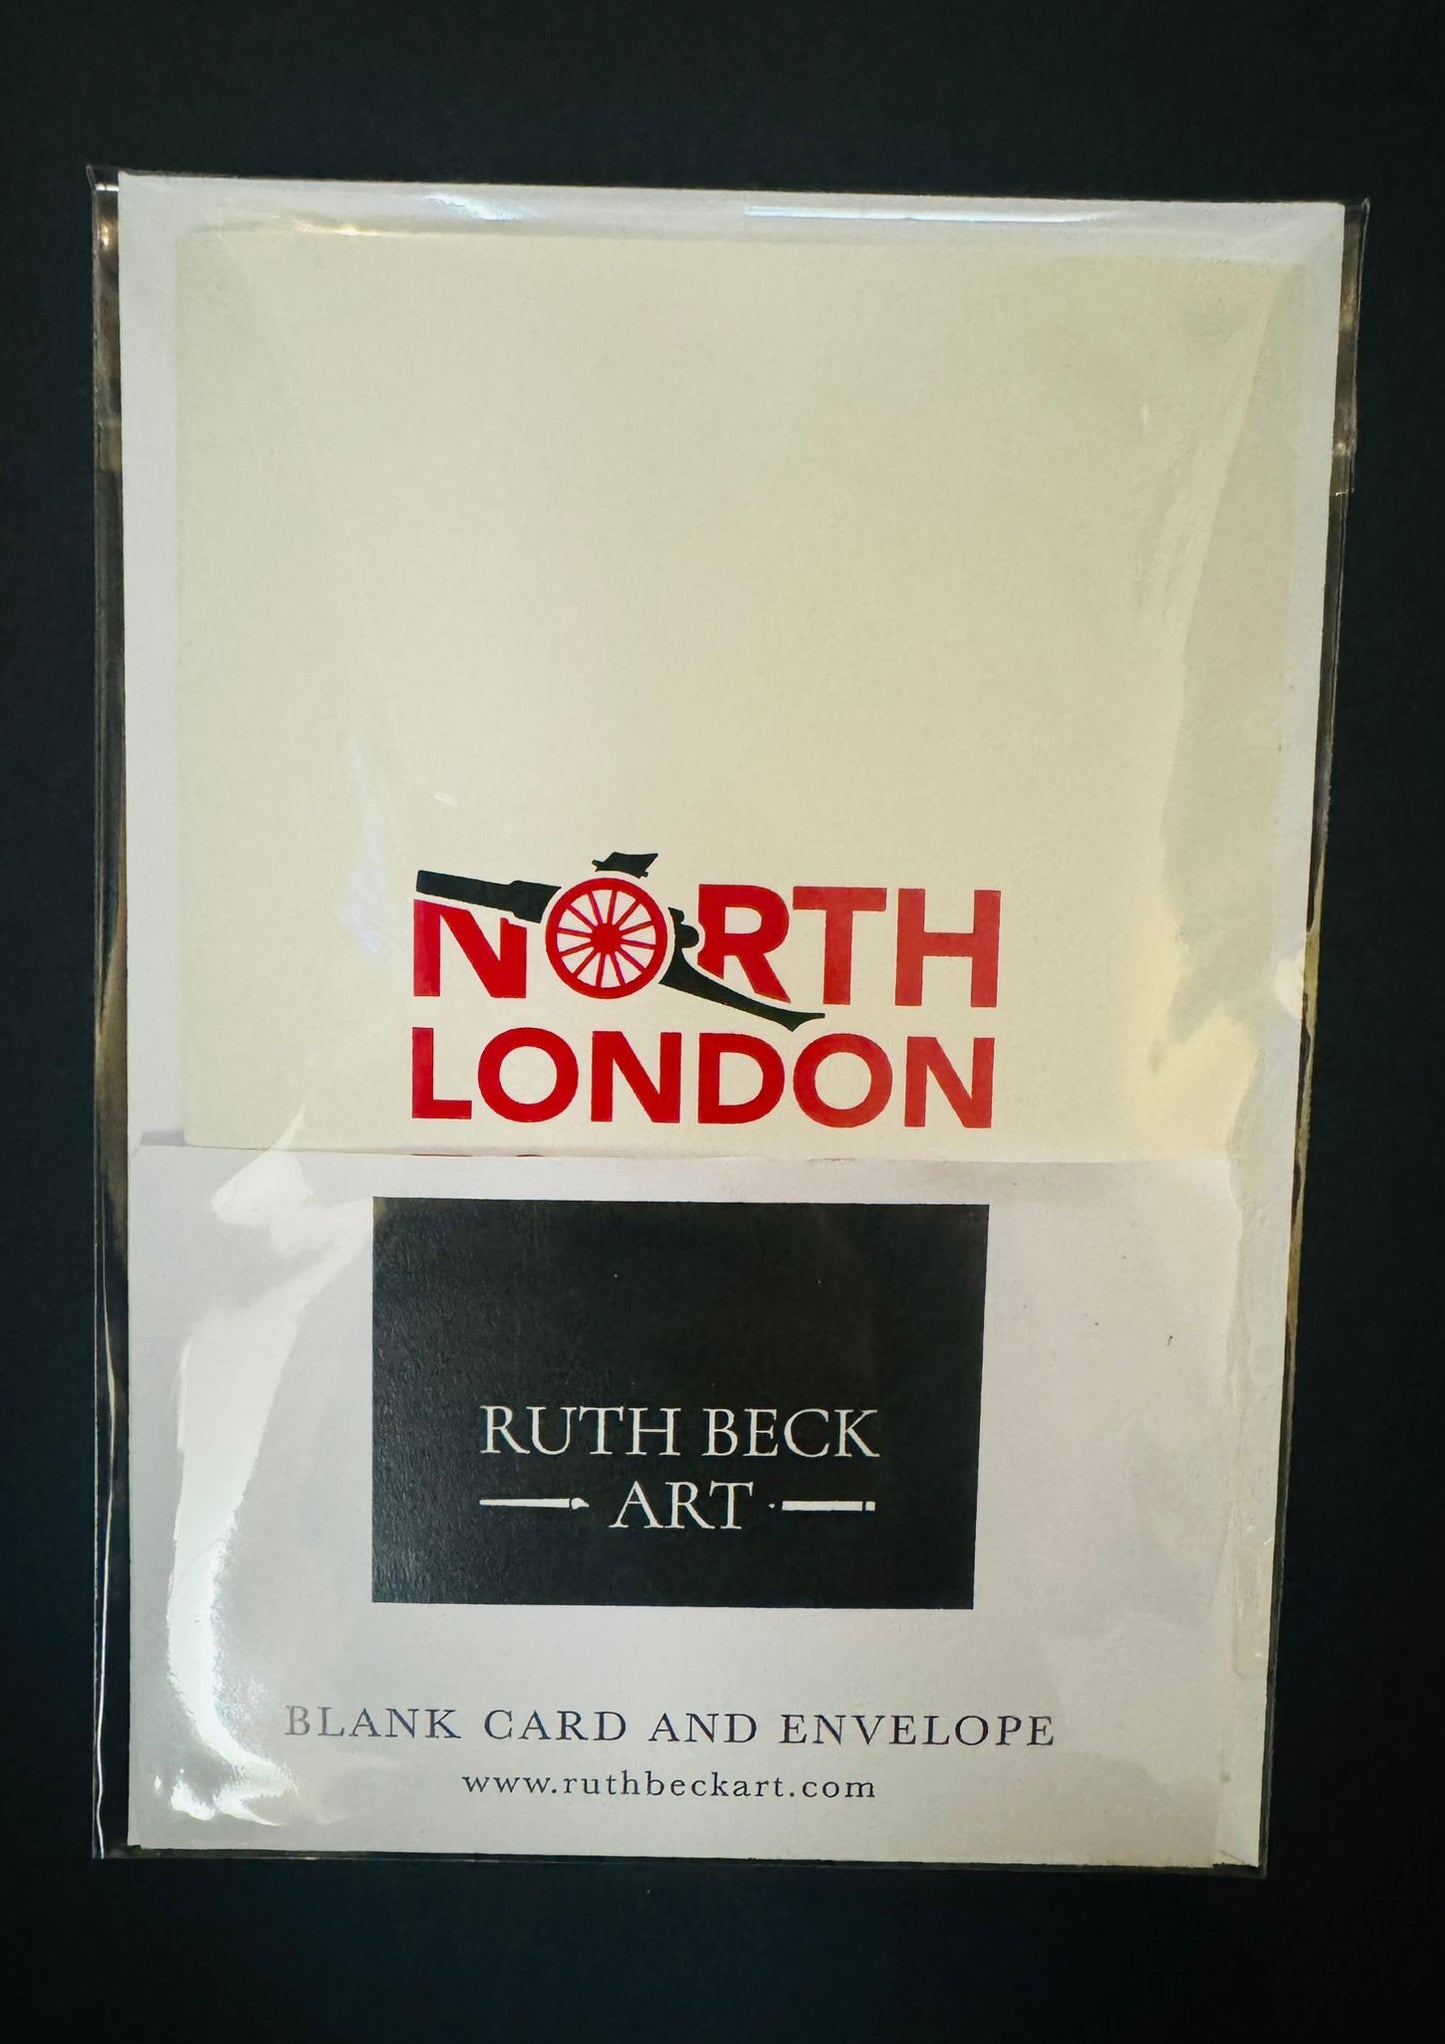 NORTH
LONDON
RUTH BECK
ART
BLANK CARD AND ENVELOPE
www.ruthbeckart.com